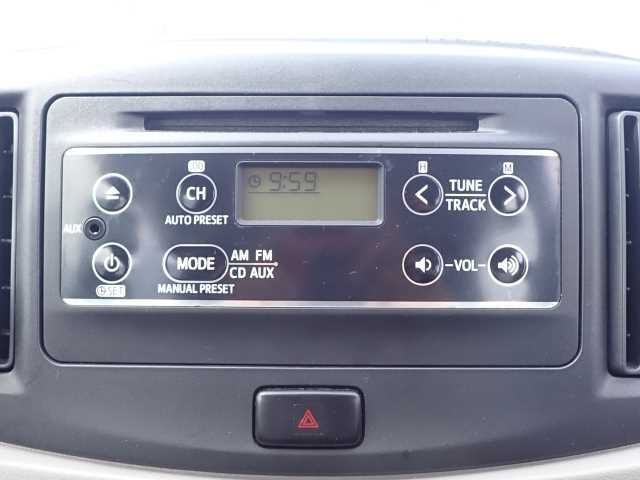 H
M
CH
9:59
<
TUNE
TRACK
>
AUTO PRESET
AUX
MODE
AM FM
CD AUX
-VOL-
SET
MANUAL PRESET